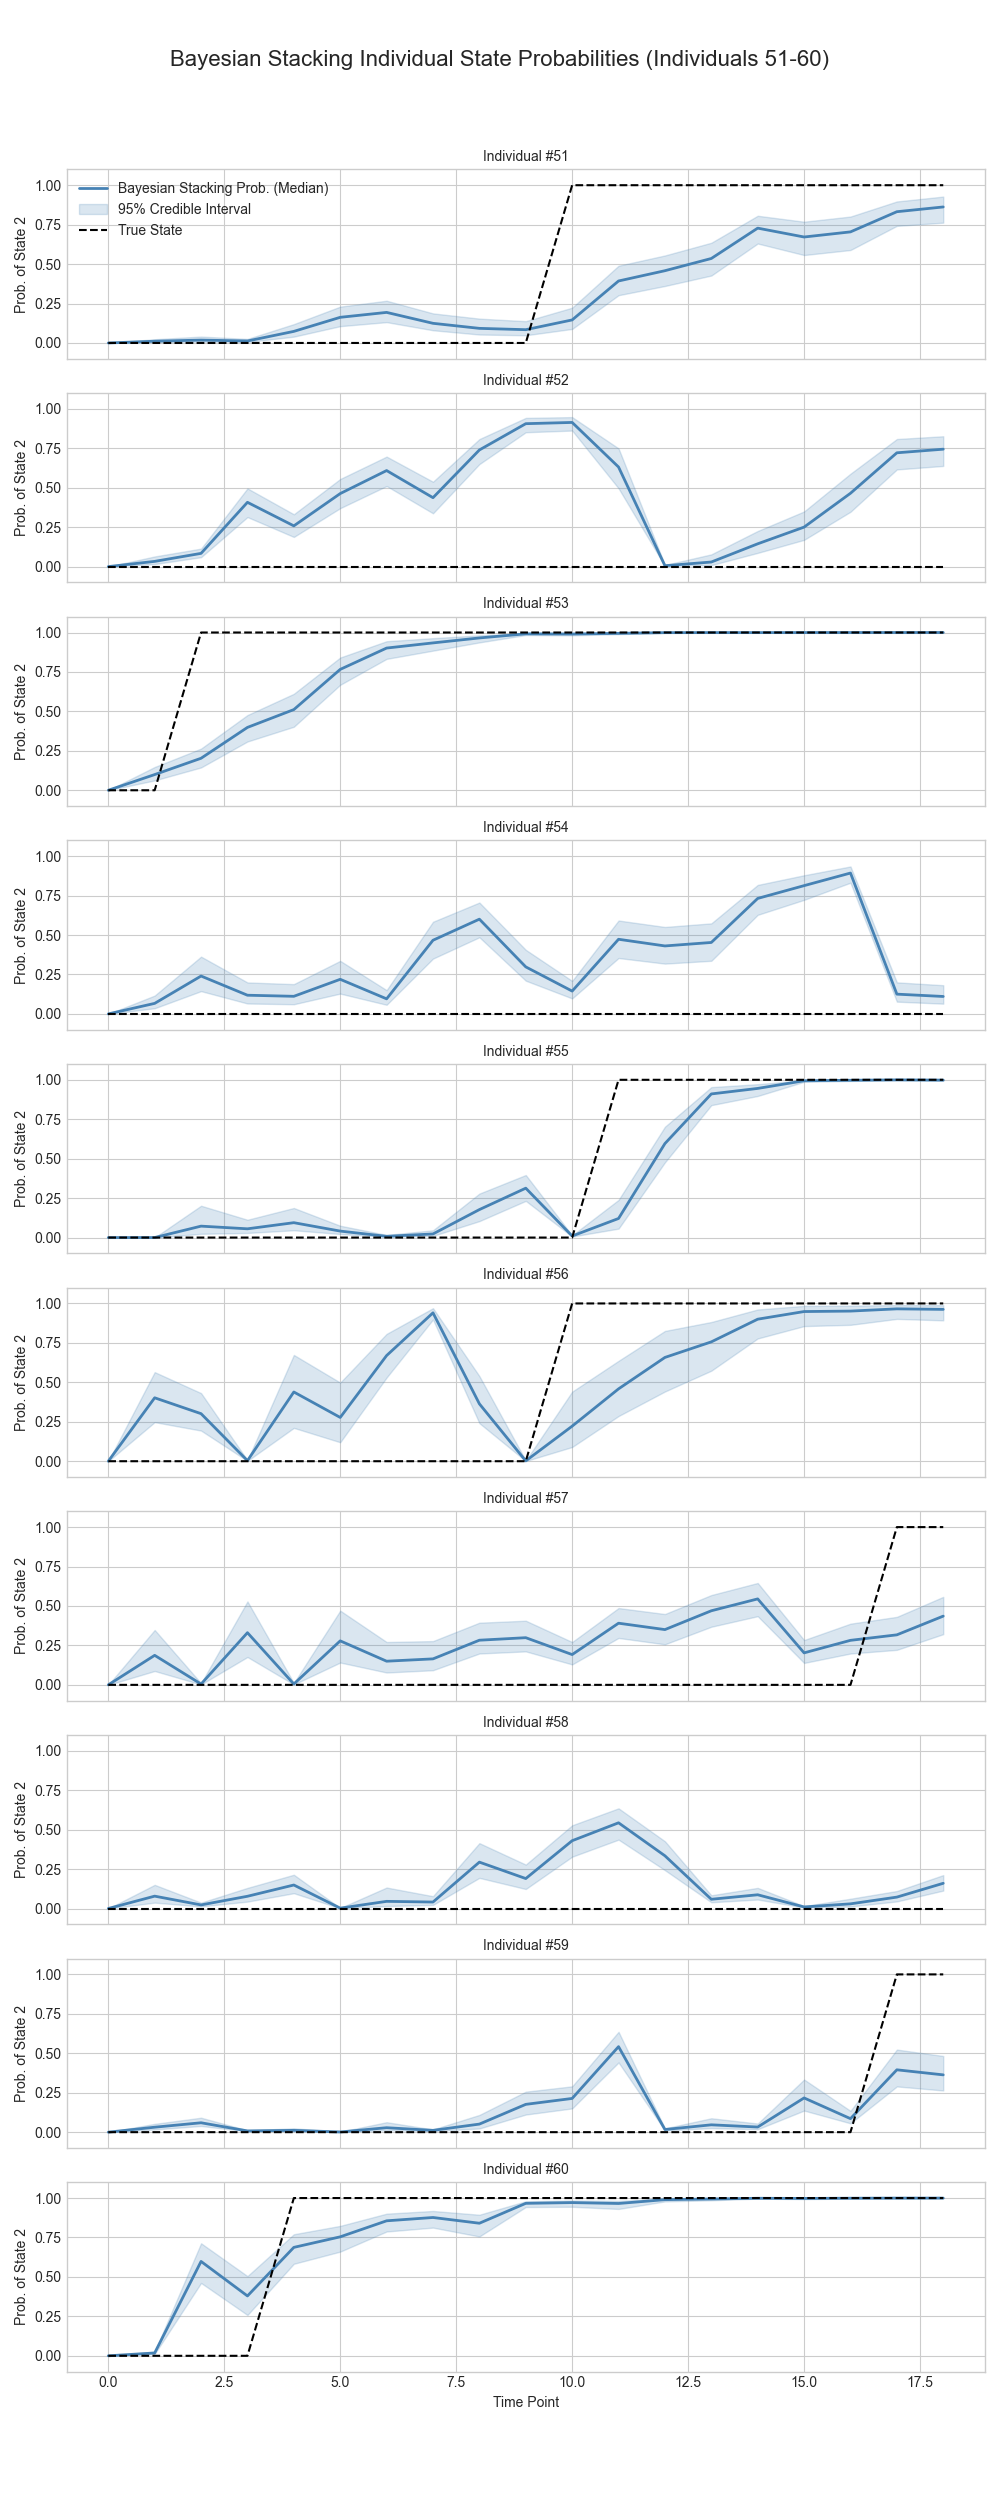 Bayesian Stacking Individual State Probabilities (Individuals 51-60)
Individual #51
1.00
0.75
0.50
0.25
0.00
Prob. of State 2
Bayesian Stacking Prob. (Median)
95% Credible Interval
True State
Individual #52
1.00
0.75
0.50
0.25
0.00
Prob. of State 2
Individual #53
1.00
0.75
0.50
0.25
0.00
Prob. of State 2
Individual #54
1.00
0.75
0.50
0.25
0.00
Prob. of State 2
Individual #55
1.00
0.75
0.50
0.25
0.00
Prob. of State 2
Individual #56
1.00
0.75
0.50
0.25
0.00
Prob. of State 2
Individual #57
1.00
0.75
0.50
0.25
0.00
Prob. of State 2
Individual #58
1.00
0.75
0.50
0.25
0.00
Prob. of State 2
Individual #59
1.00
0.75
0.50
0.25
0.00
Prob. of State 2
Individual #60
1.00
0.75
0.50
0.25
0.00
Prob. of State 2
0.0 2.5 5.0 7.5 10.0 12.5 15.0 17.5
Time Point